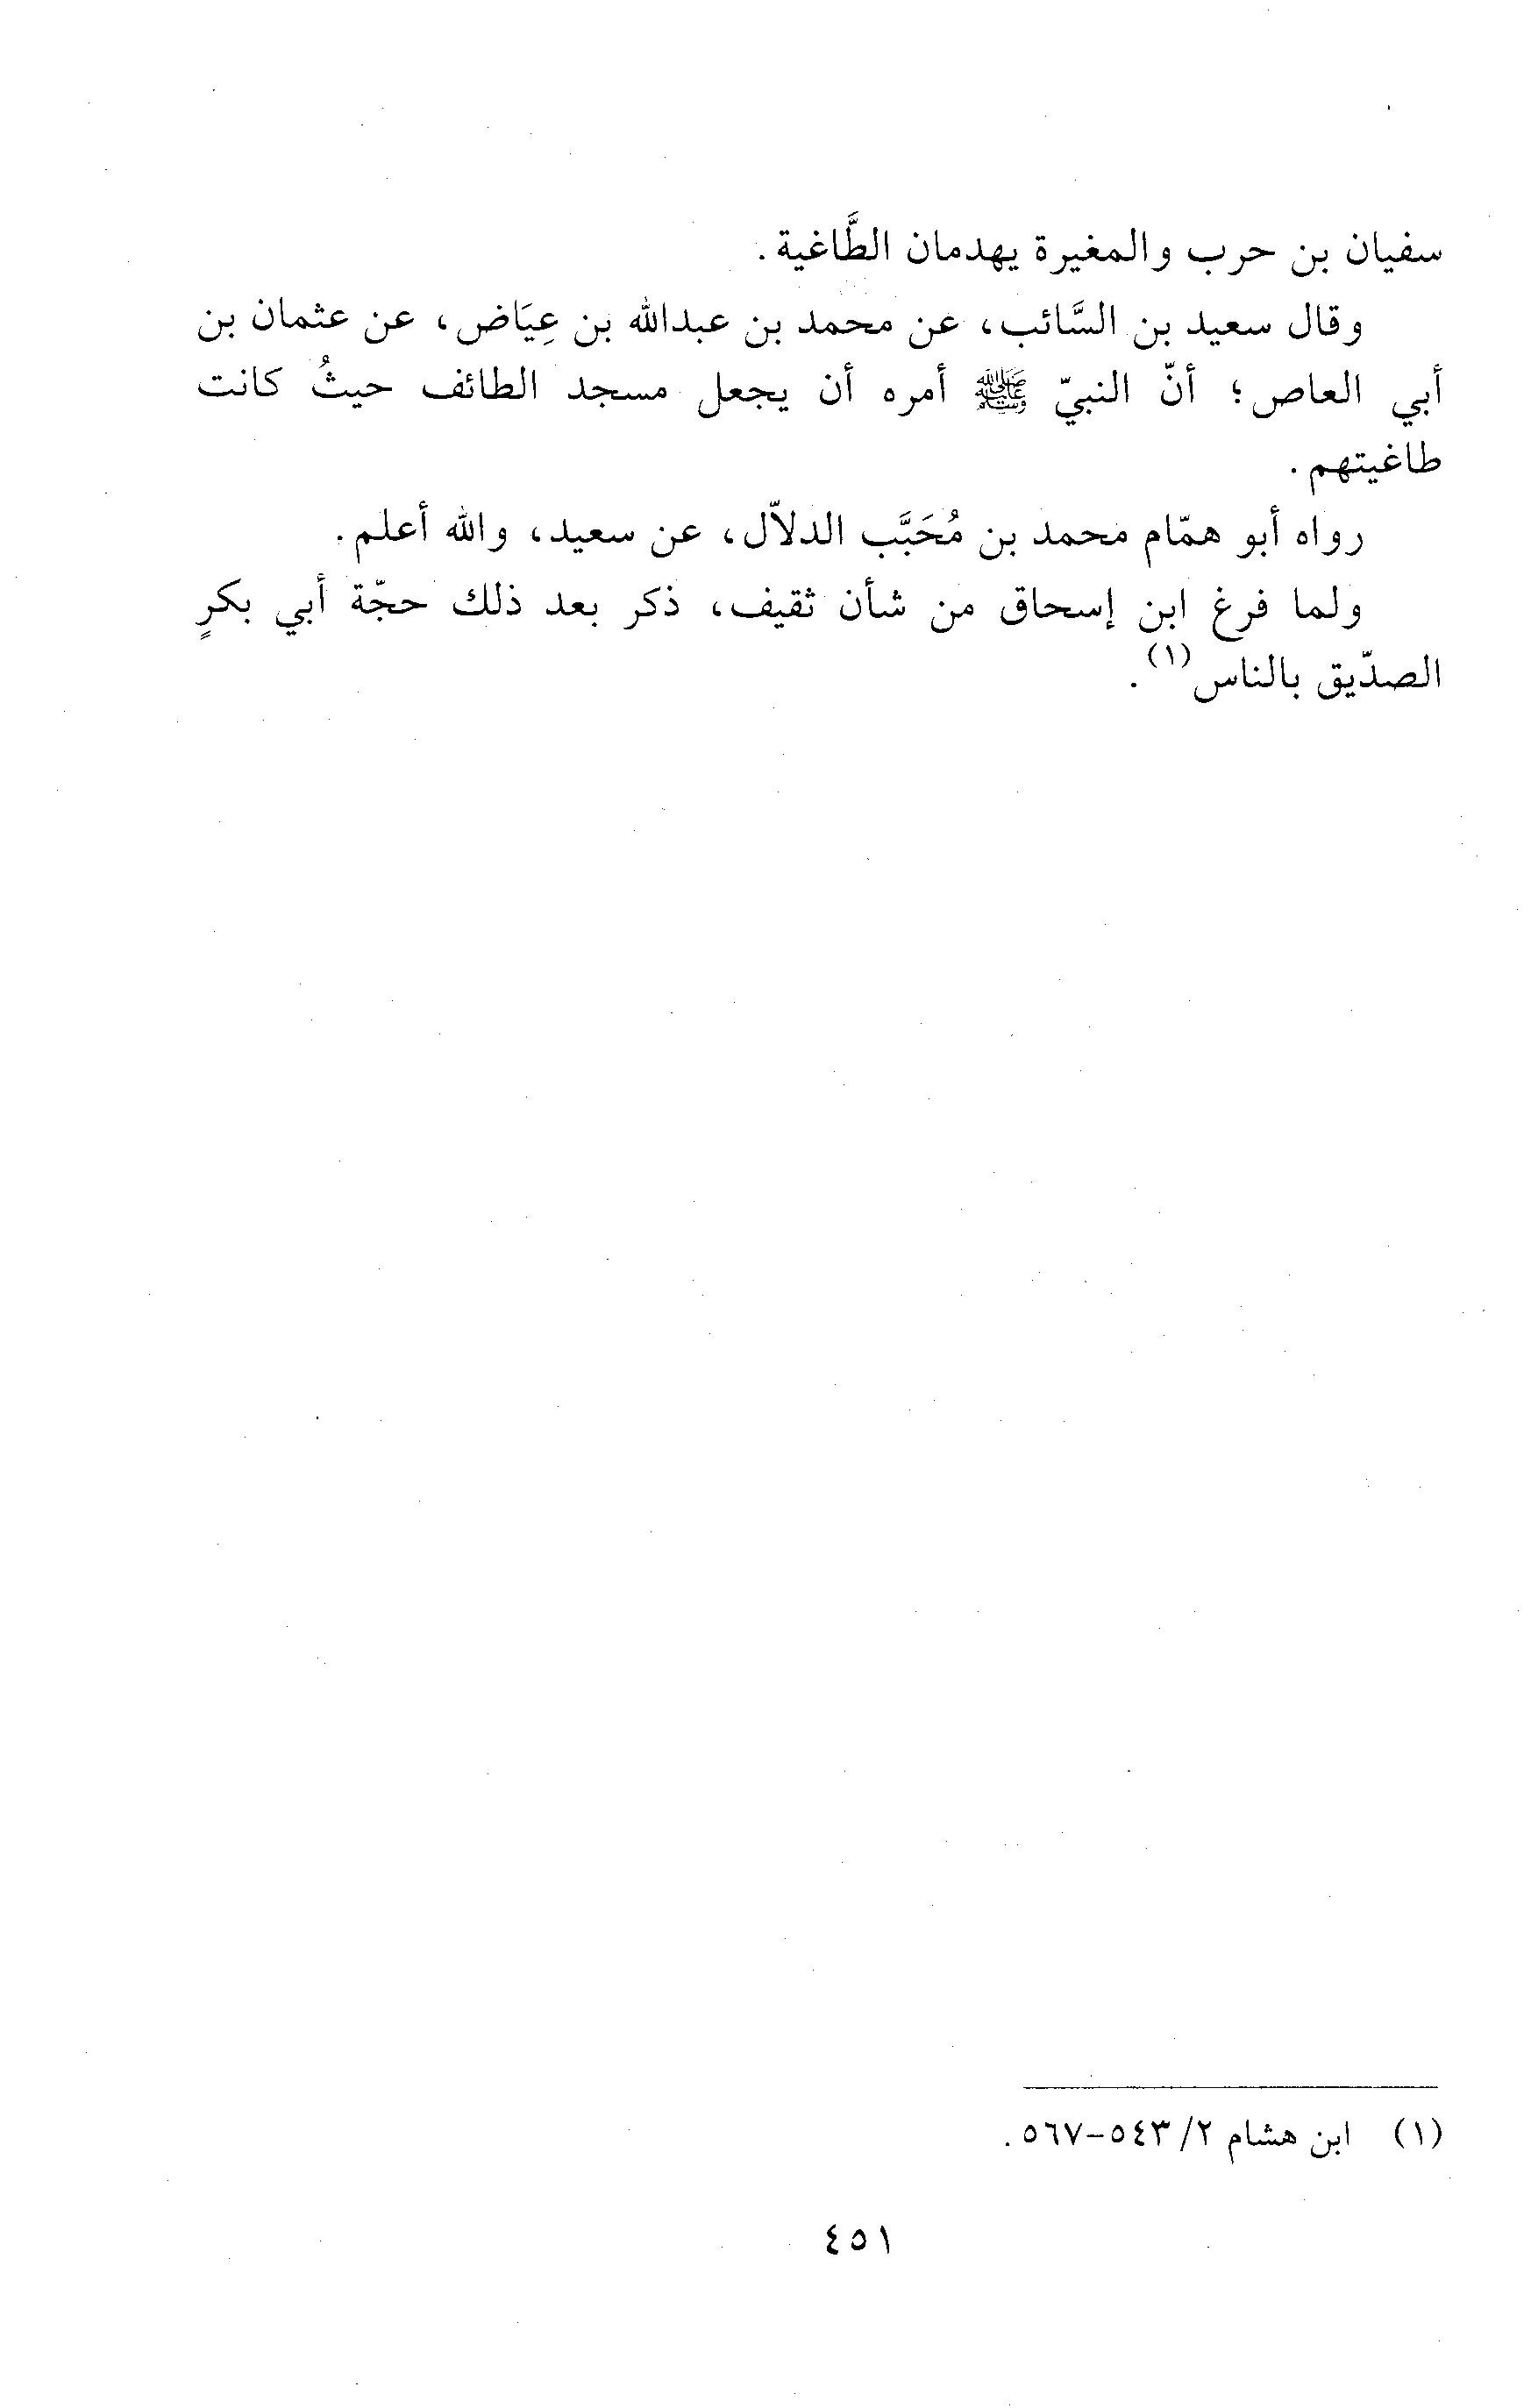 سفيان بن حرب والمغيرة يهدمان الطَّاغية.
وقال سعيد بن السَّائب، عن محمد بن عبدالله بن عِيَاض، عن عثمان بن
أبي العاص؛ أنّ النبيّ ﷺ أمره أن يجعل مسجد الطائف حيثُ كانت
طاغيتهم.
رواه أبو همّام محمد بن مُحَبَّب الدلاّل، عن سعيد، والله أعلم.
ولما فرغ ابن إسحاق من شأن ثقيف، ذكر بعد ذلك حجّة أبي بكرٍ
الصدّيق بالناس(١).
(١) ابن هشام ٢/ ٥٤٣-٥٦٧.
٤٥١